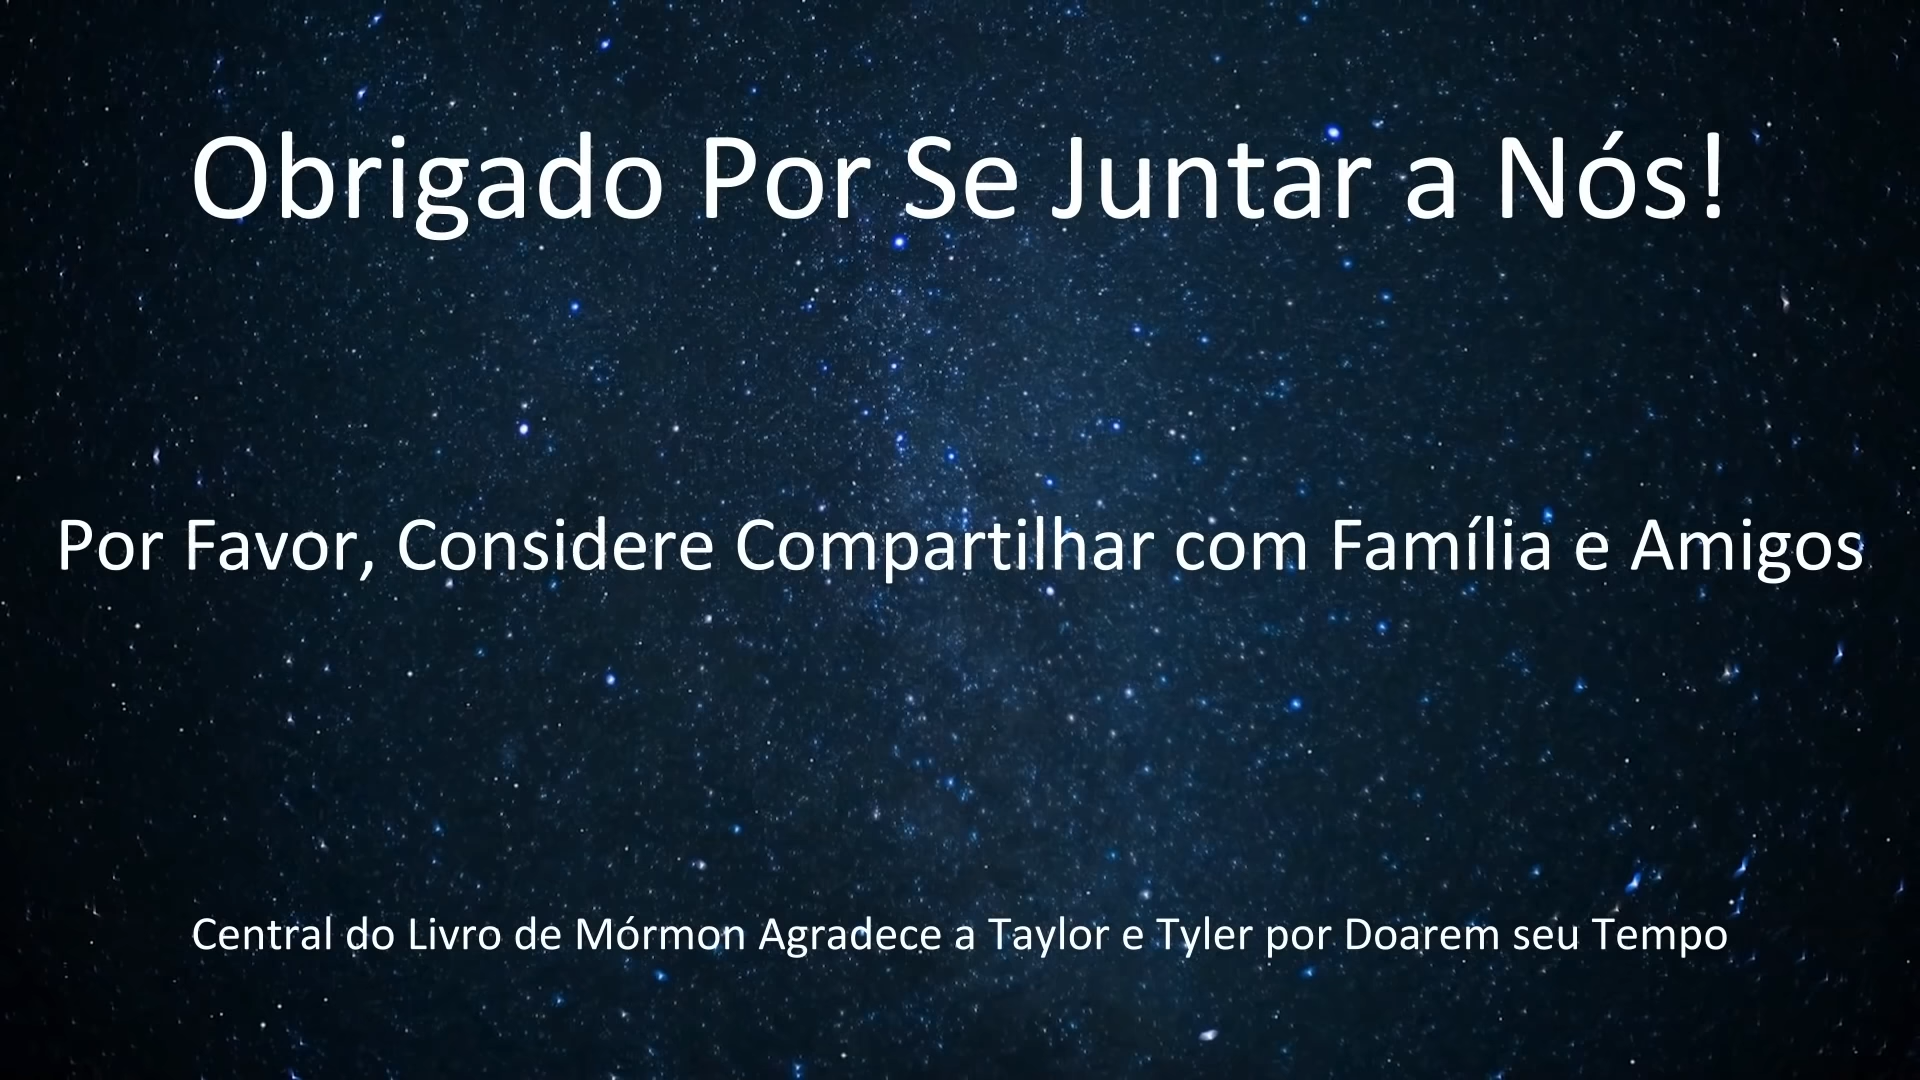 Obrigado Por Se Juntar a Nós!
Por Favor, Considere Compartilhar com Família e Amigos
Central do Livro de Mórmon Agradece a Taylor e Tyler por Doarem seu Tempo